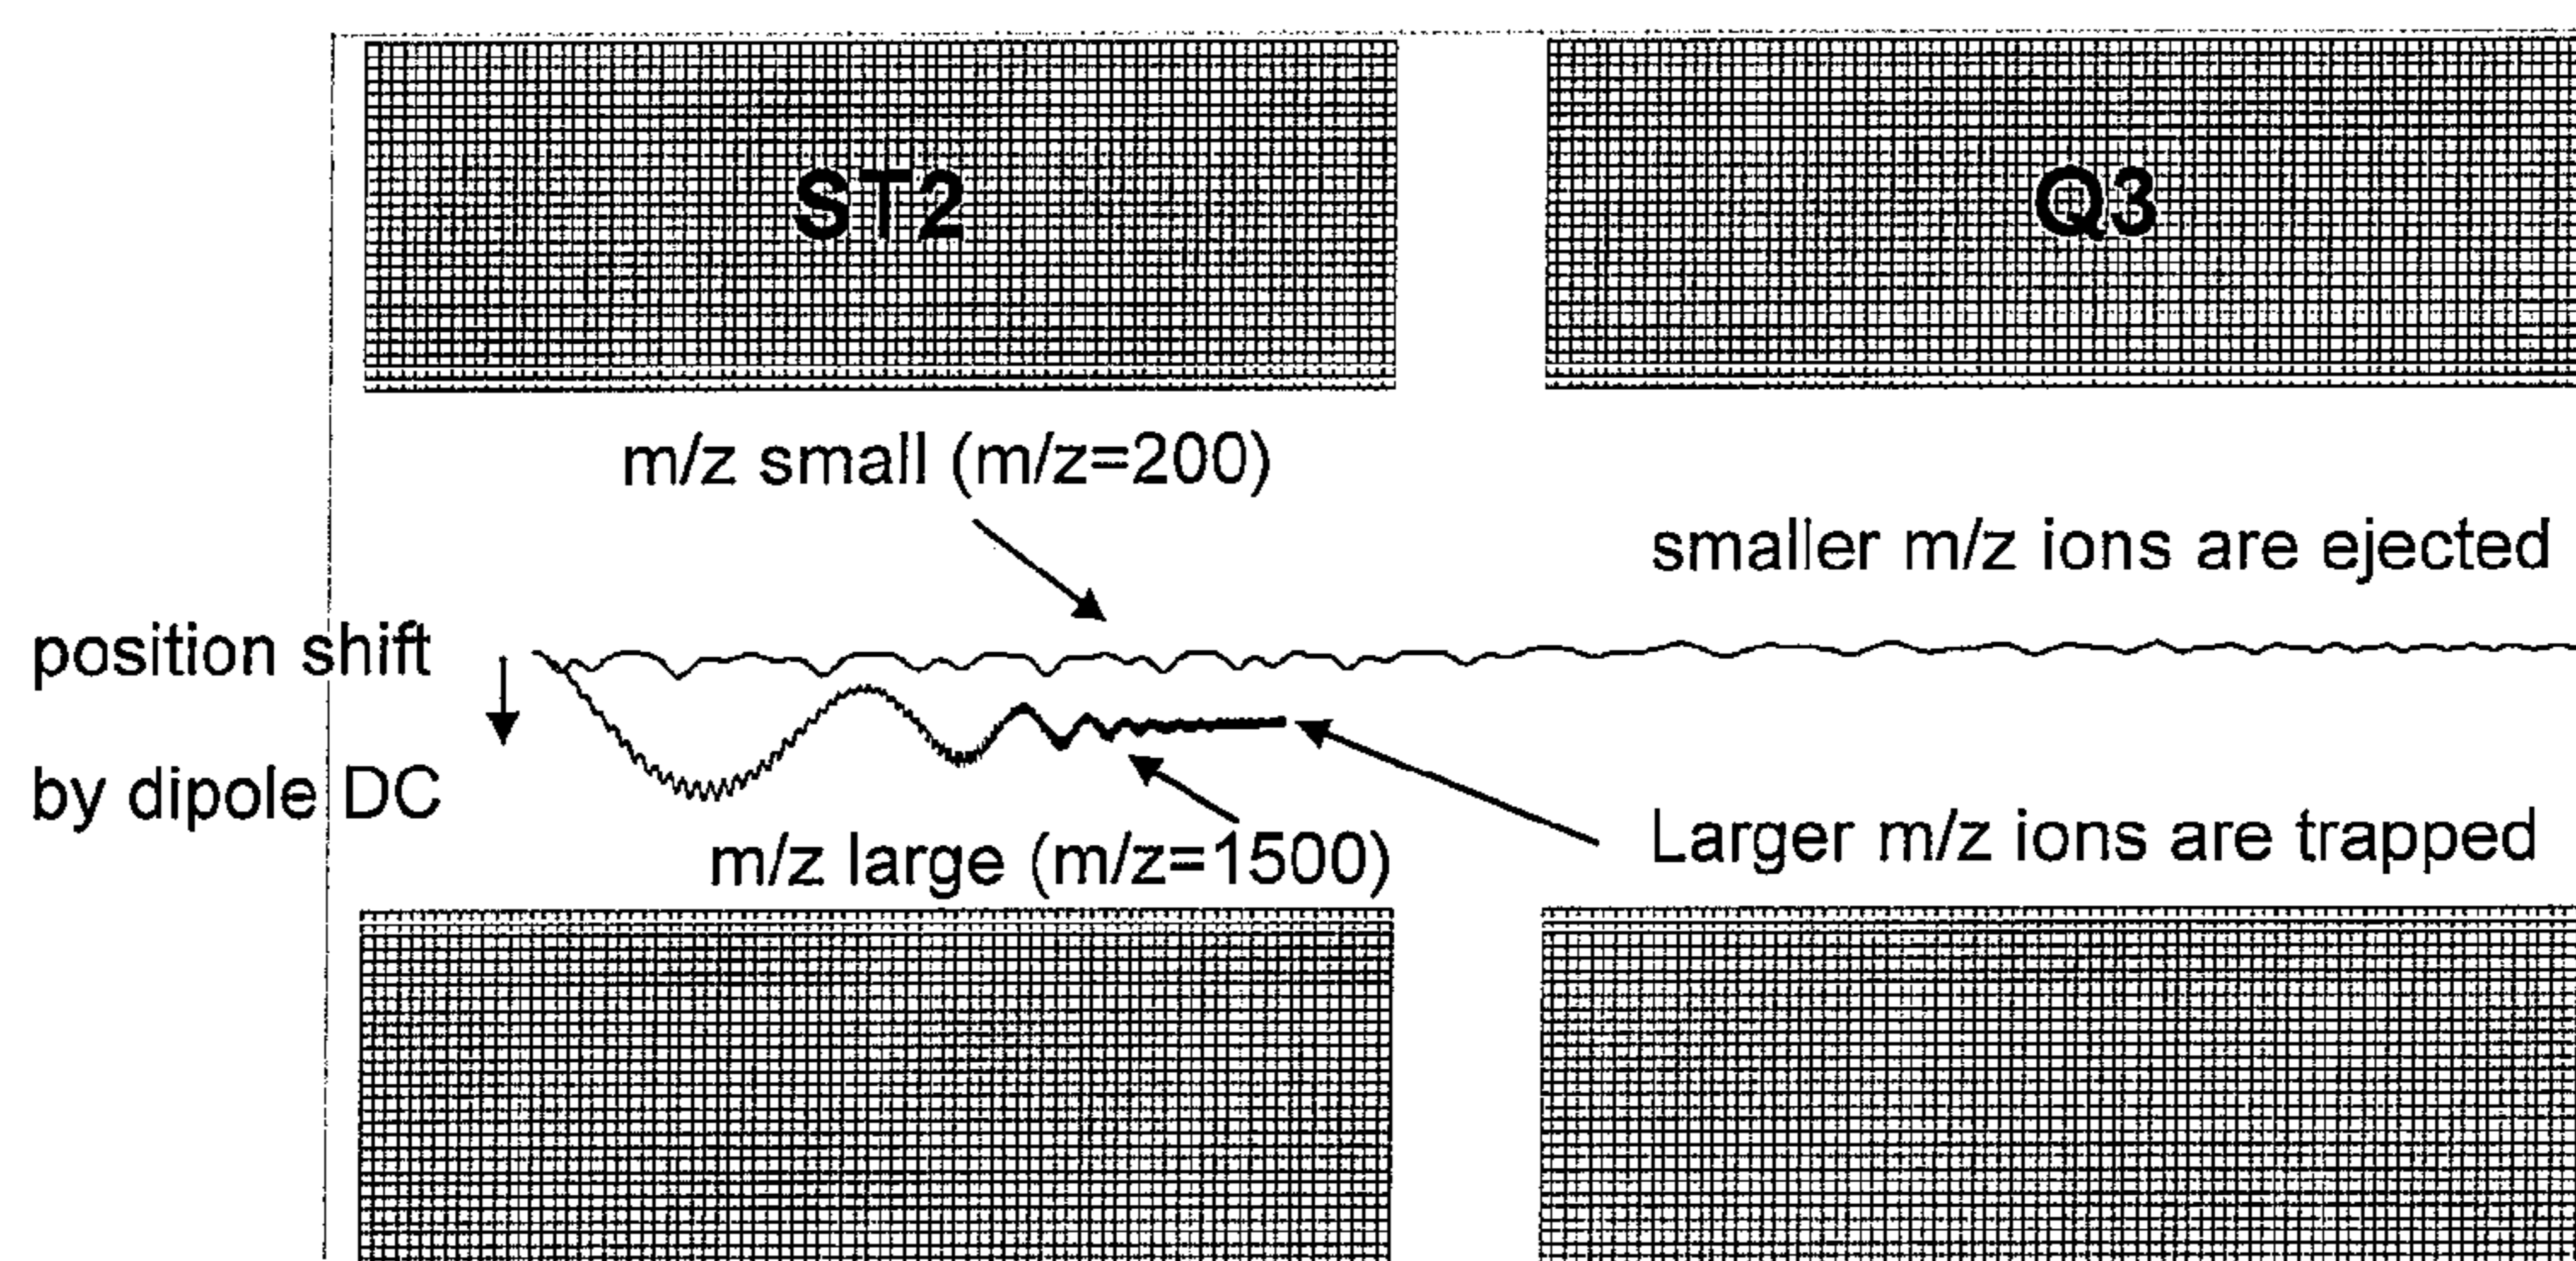 ST2
Q3
m/z small (m/z=200)
smaller m/z ions are ejected
position shift
by dipole DC
Larger m/z ions are trapped
m/z large (m/z=1500)